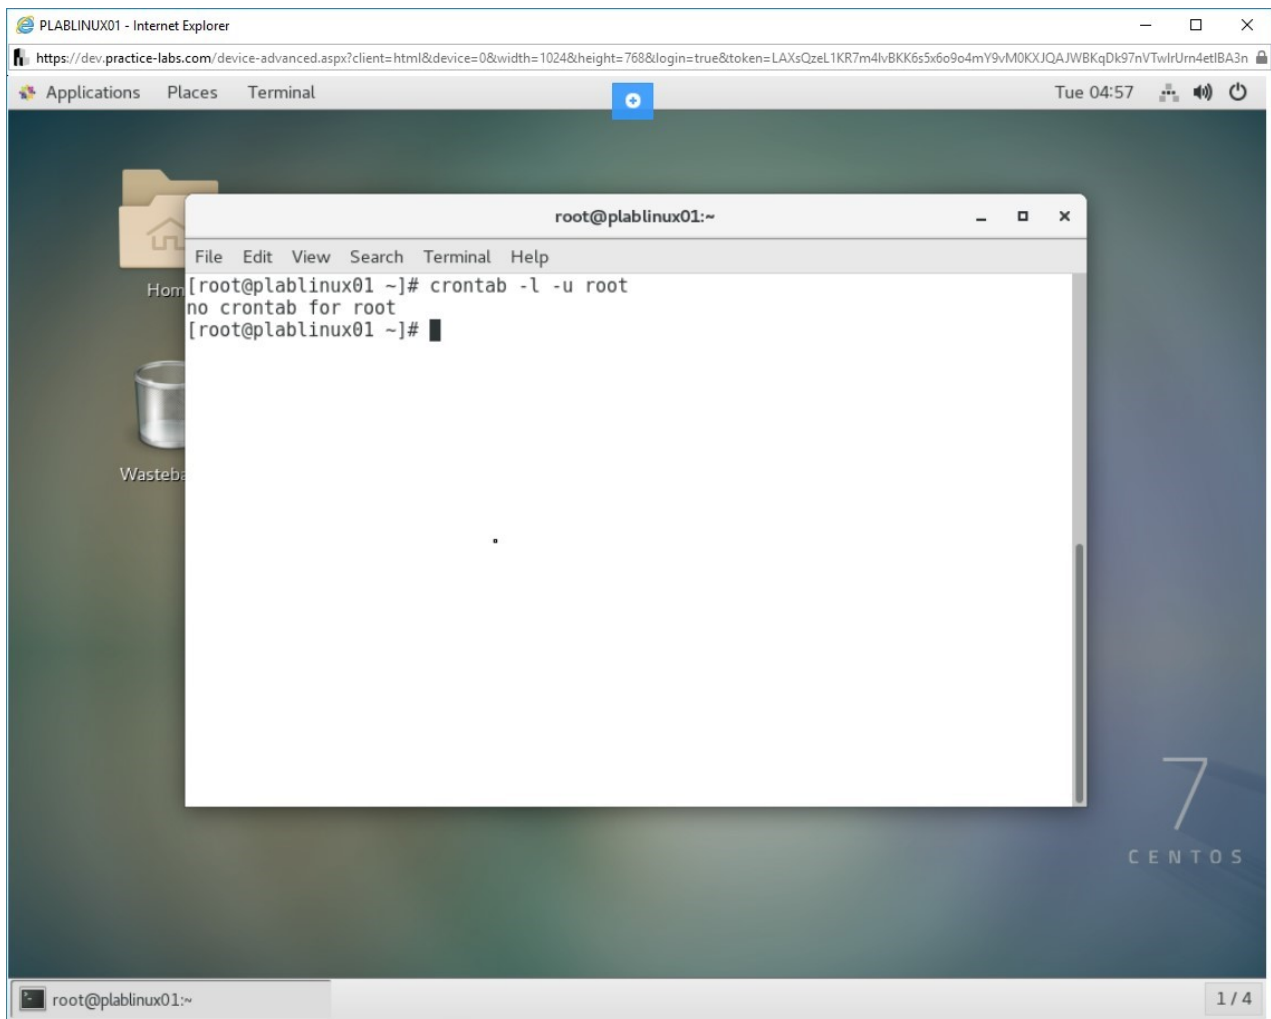 PLABLINUX01 - Internet Explorer
https://dev.practice-labs.com/device-advanced.aspx?client=html&device=0&width=1024&height=768&login=true&token=LAXsQzeL1KR7m4lvBKK6s5x6o9o4mY9vM0KXJQAJWBKqDk97nVTwlrUrn4etlBA3n
Applications Places Terminal Tue 04:57
root@plablinux01:~
File Edit View Search Terminal Help
[root@plablinux01 ~]# crontab -l -u root
no crontab for root
[root@plablinux01 ~]#
Hom
Wasteba
7
CENTOS
root@plablinux01:~ 1 / 4